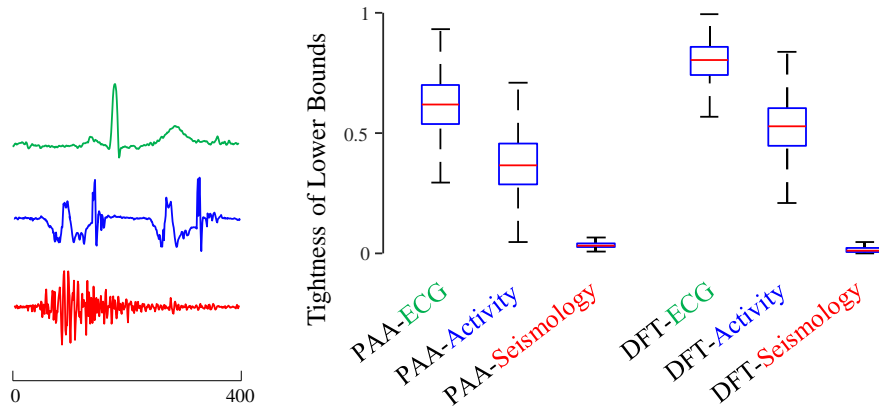 0
400
Tightness of Lower Bounds
1
0.5
0
PAA-ECG
PAA-Activity
PAA-Seismology
DFT-ECG
DFT-Activity
DFT-Seismology